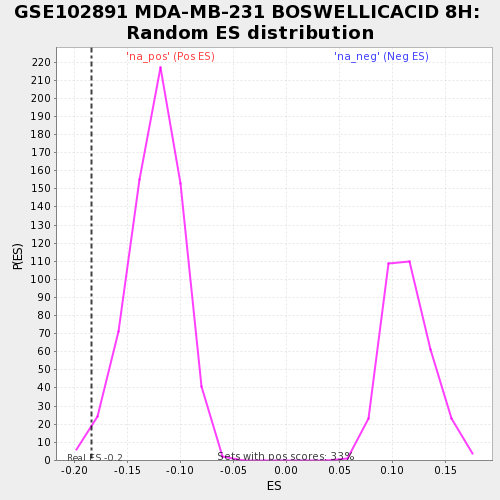 GSE102891 MDA-MB-231 BOSWELLICACID 8H:
Random ES distribution
'na_pos' (Pos ES)
'na_neg' (Neg ES)
220
210
200
190
180
170
160
150
140
130
120
110
100
90
80
70
60
50
40
30
20
10
0
P(ES)
Real ES -0.2
Sets with pos scores: 33%
-0.20 -0.15 -0.10 -0.05 0.00 0.05 0.10 0.15
ES